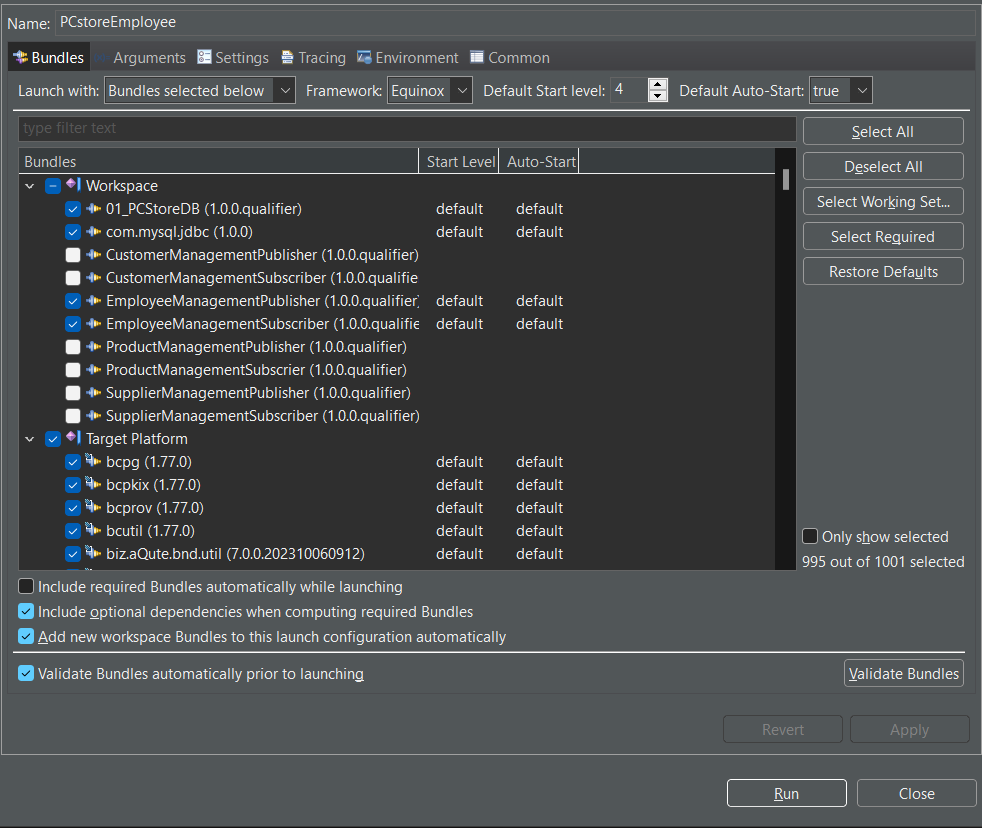 Name: PCstoreEmployee
Bundles Arguments Settings Tracing Environment Common
Launch with: Bundles selected below Framework: Equinox Default Start level: 4 Default Auto-Start: true
type filter text
Select All
Deselect All
Select Working Set...
Select Required
Restore Defaults
Bundles Start Level Auto-Start
Workspace
01_PCStoreDB (1.0.0.qualifier) default default
com.mysql.jdbc (1.0.0) default default
CustomerManagementPublisher (1.0.0.qualifier)
CustomerManagementSubscriber (1.0.0.qualifie
EmployeeManagementPublisher (1.0.0.qualifier) default default
EmployeeManagementSubscriber (1.0.0.qualifie default default
ProductManagementPublisher (1.0.0.qualifier)
ProductManagementSubscrier (1.0.0.qualifier)
SupplierManagementPublisher (1.0.0.qualifier)
SupplierManagementSubscriber (1.0.0.qualifier)
Target Platform
bcpg (1.77.0) default default
bcpkix (1.77.0) default default
bcprov (1.77.0) default default
bcutil (1.77.0) default default
biz.aQute.bnd.util (7.0.0.202310060912) default default
Only show selected
995 out of 1001 selected
Include required Bundles automatically while launching
Include optional dependencies when computing required Bundles
Add new workspace Bundles to this launch configuration automatically
Validate Bundles automatically prior to launching Validate Bundles
Revert Apply
Run Close